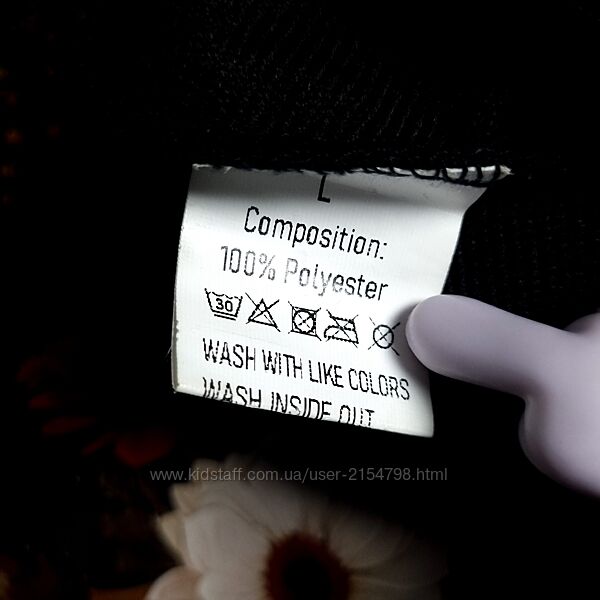 L
Composition:
100% Polyester
30
WASH WITH LIKE COLORS
WASH INSIDE OUT
www.kidstaff.com.ua/user-2154798.html